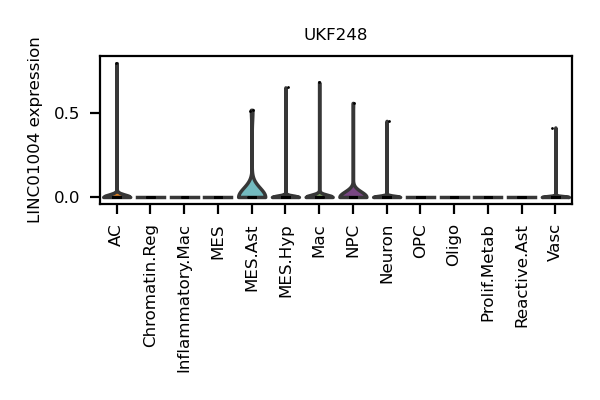 UKF248
LINC01004 expression
0.5
0.0
AC
Chromatin.Reg
Inflammatory.Mac
MES
MES.Ast
MES.Hyp
Mac
NPC
Neuron
OPC
Oligo
Prolif.Metab
Reactive.Ast
Vasc